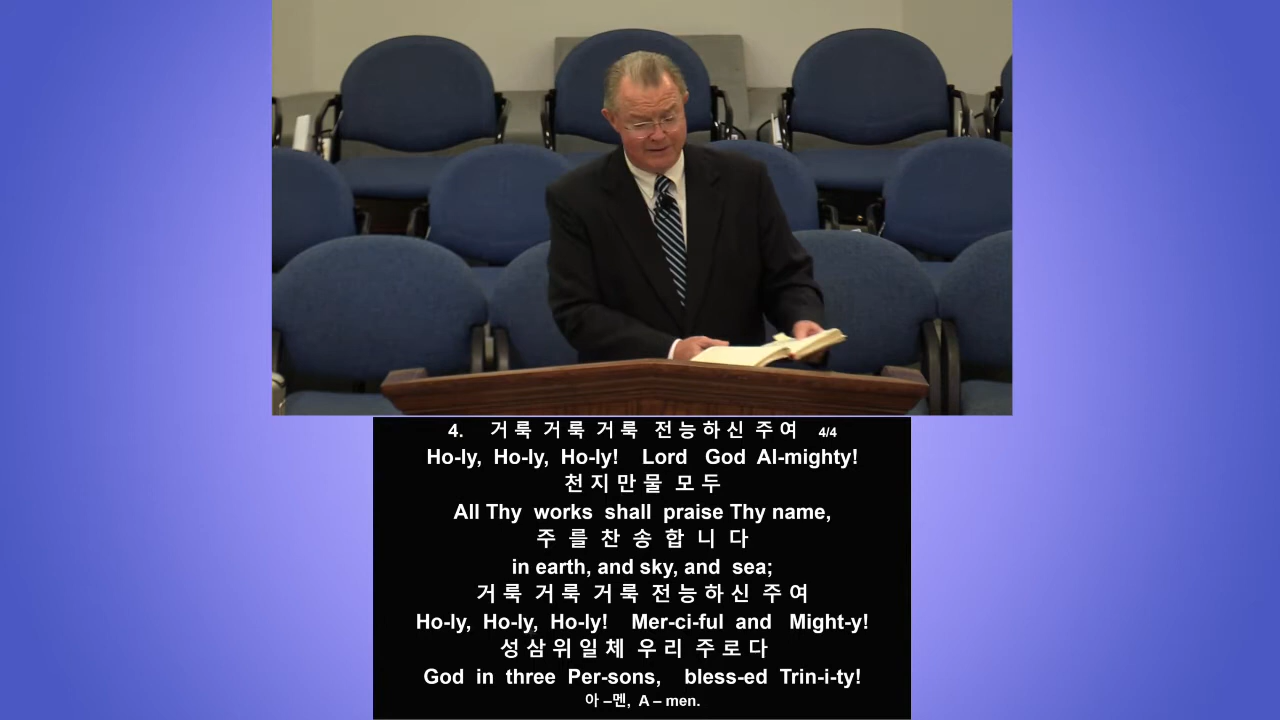 4. 거룩 거룩 거룩 전능하신 주여 4/4
Ho-ly, Ho-ly, Ho-ly! Lord God Al-mighty!
천지만물 모두
All Thy works shall praise Thy name,
주를 찬송합니다
in earth, and sky, and sea;
거룩 거룩 거룩 전능하신 주여
Ho-ly, Ho-ly, Ho-ly! Mer-ci-ful and Might-y!
성삼위일체 우리 주로다
God in three Per-sons, bless-ed Trin-i-ty!
아 –멘, A – men.